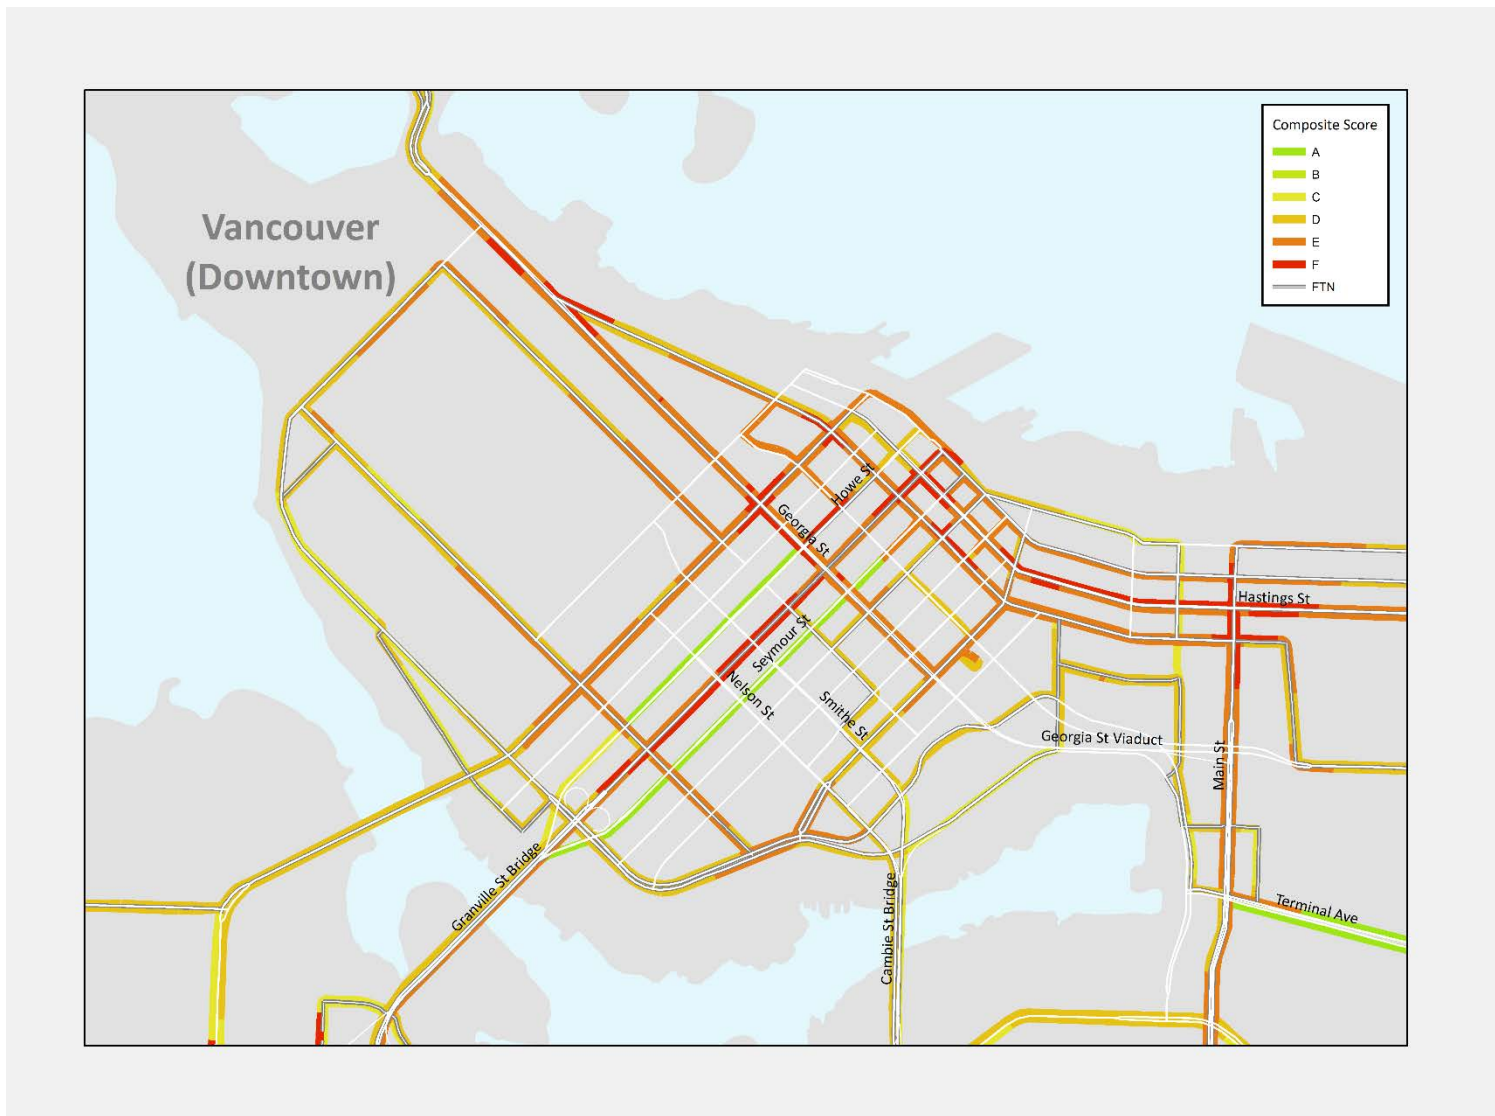 Vancouver
(Downtown)
Composite Score
A
B
C
D
E
F
FTN
Howe St
Georgia St
Seymour St
Nelson St
Smithe St
Hastings St
Georgia St Viaduct
Main St
Granville St Bridge
Cambie St Bridge
Terminal Ave